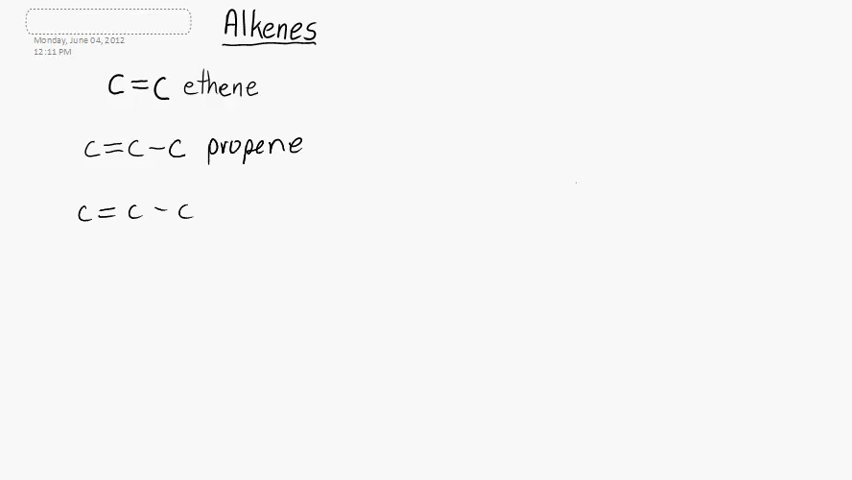 Alkenes
Monday, June 04, 2012
12:11 PM
C=C ethene
C=C-C propene
C=C-C